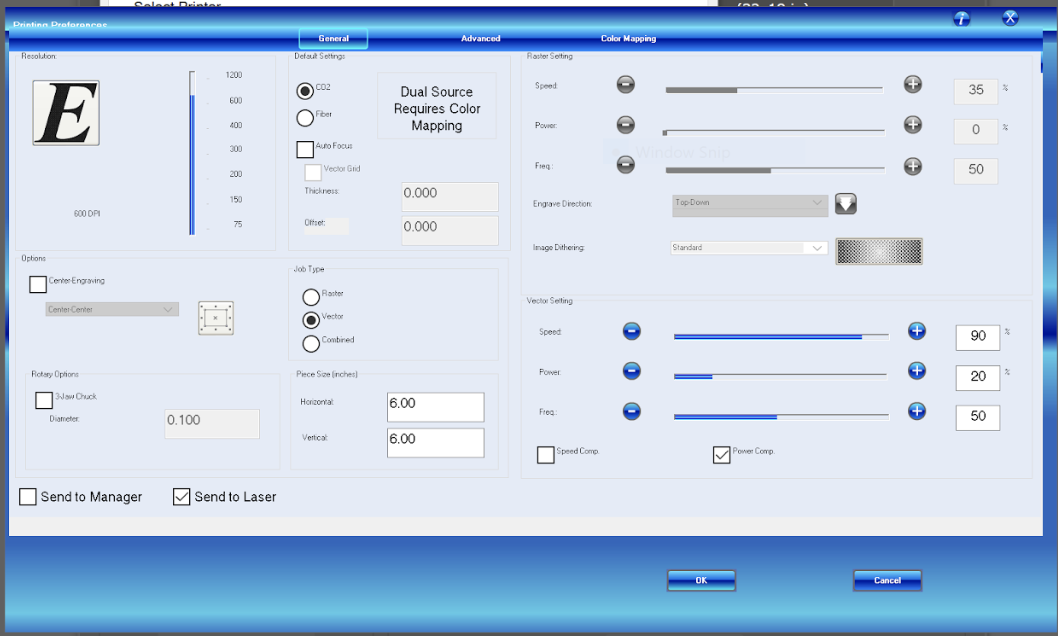 Select Printer
Printing Preferences
General
Advanced
Color Mapping
Resolution:
E
1200
600
400
300
200
150
75
600 DPI
Default Settings
CO2
Fiber
Dual Source
Requires Color
Mapping
Auto Focus
Vector Grid
Thickness:
0.000
Offset:
0.000
Raster Setting
Speed:
35 %
Power:
0 %
Window Snip
Freq.:
50
Engrave Direction:
Top-Down
Image Dithering:
Standard
Options
Center-Engraving
Center-Center
Job Type
Raster
Vector
Combined
Vector Setting
Speed:
90 %
Power:
20 %
Freq.:
50
Speed Comp.
Power Comp.
Rotary Options
3-Jaw Chuck
Diameter:
0.100
Piece Size (inches)
Horizontal:
6.00
Vertical:
6.00
Send to Manager
Send to Laser
OK
Cancel